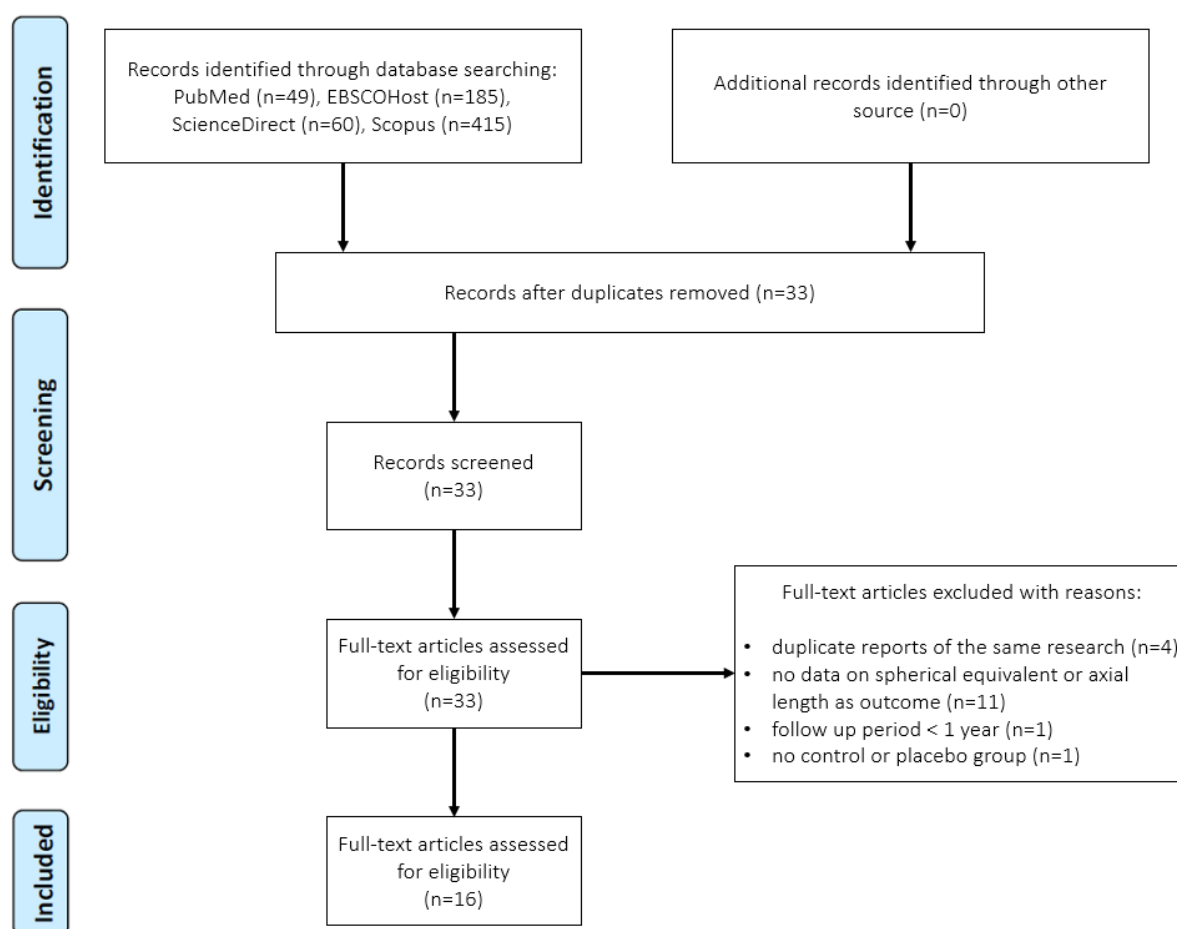 Identification
Records identified through database searching:
PubMed (n=49), EBSCOHost (n=185),
ScienceDirect (n=60), Scopus (n=415)
Additional records identified through other
source (n=0)
Records after duplicates removed (n=33)
Screening
Records screened
(n=33)
Eligibility
Full-text articles assessed
for eligibility
(n=33)
Full-text articles excluded with reasons:
• duplicate reports of the same research (n=4)
• no data on spherical equivalent or axial
length as outcome (n=11)
• follow up period < 1 year (n=1)
• no control or placebo group (n=1)
Included
Full-text articles assessed
for eligibility
(n=16)